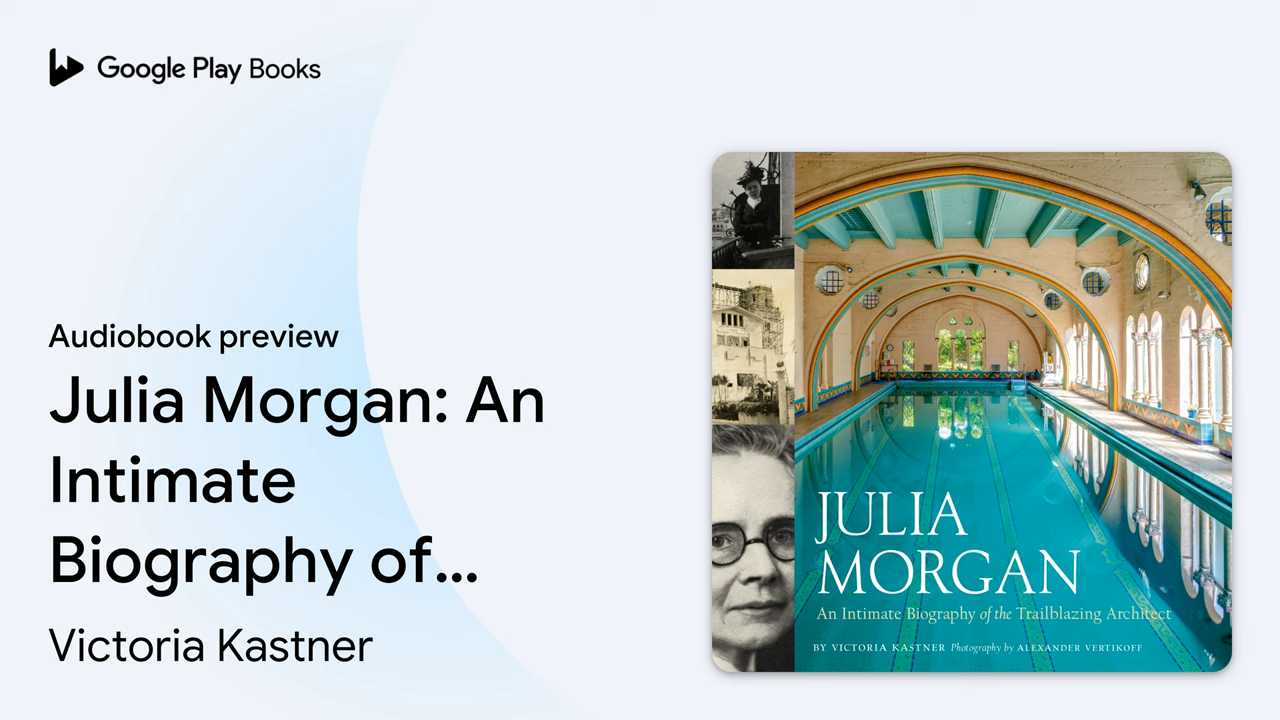 Google Play Books
Audiobook preview
Julia Morgan: An
Intimate
Biography of...
Victoria Kastner
JULIA
MORGAN
An Intimate Biography of the Trailblazing Architect
BY VICTORIA KASTNER Photography by ALEXANDER VERTIKOFF